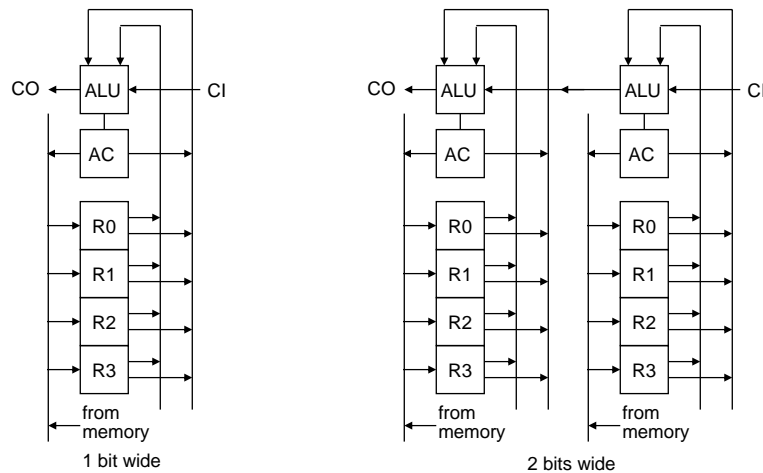 CO
ALU
CI
AC
R0
R1
R2
R3
from
memory
1 bit wide
CO
ALU
ALU
CI
AC
AC
R0
R0
R1
R1
R2
R2
R3
R3
from
memory
from
memory
2 bits wide